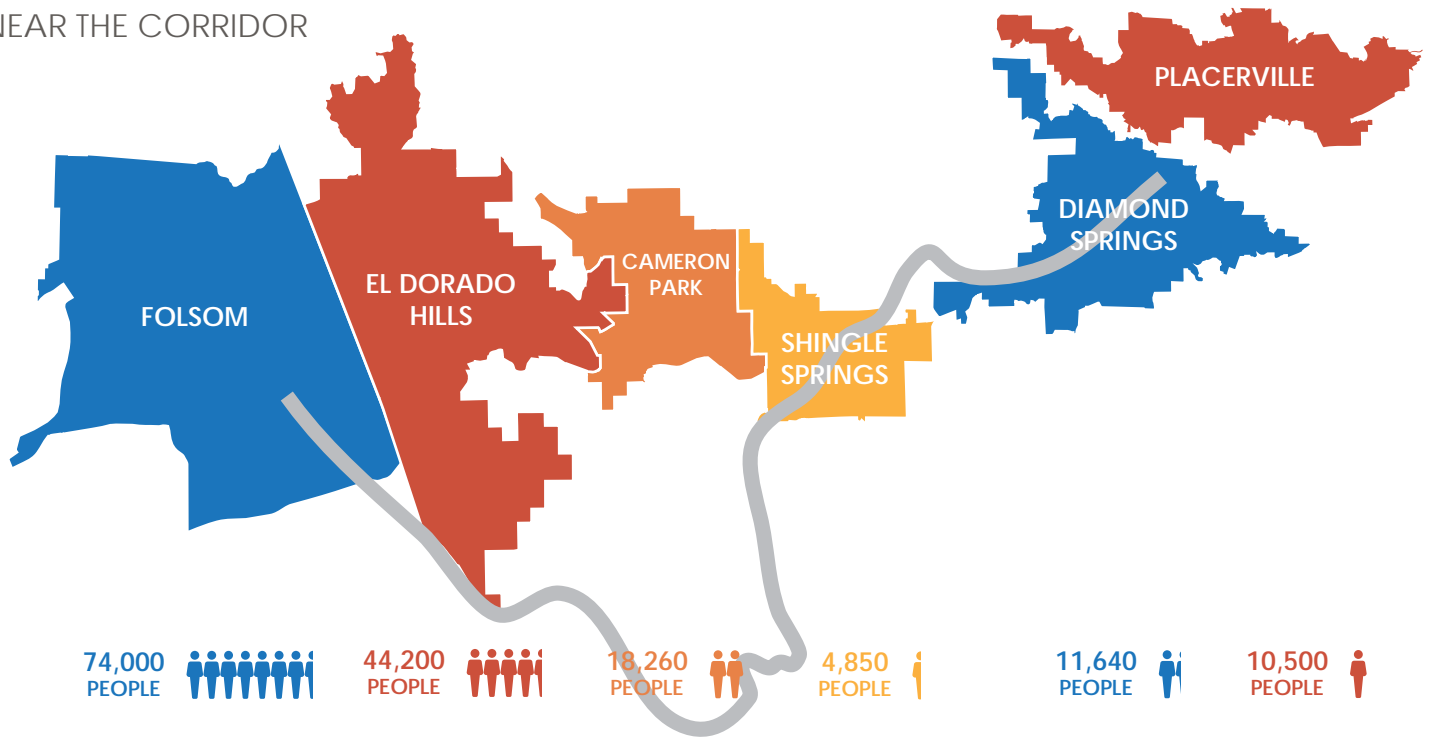 NEAR THE CORRIDOR
PLACERVILLE
DIAMOND
SPRINGS
CAMERON
PARK
EL DORADO
HILLS
FOLSOM
SHINGLE
SPRINGS
74,000
PEOPLE
44,200
PEOPLE
18,260
PEOPLE
4,850
PEOPLE
11,640
PEOPLE
10,500
PEOPLE